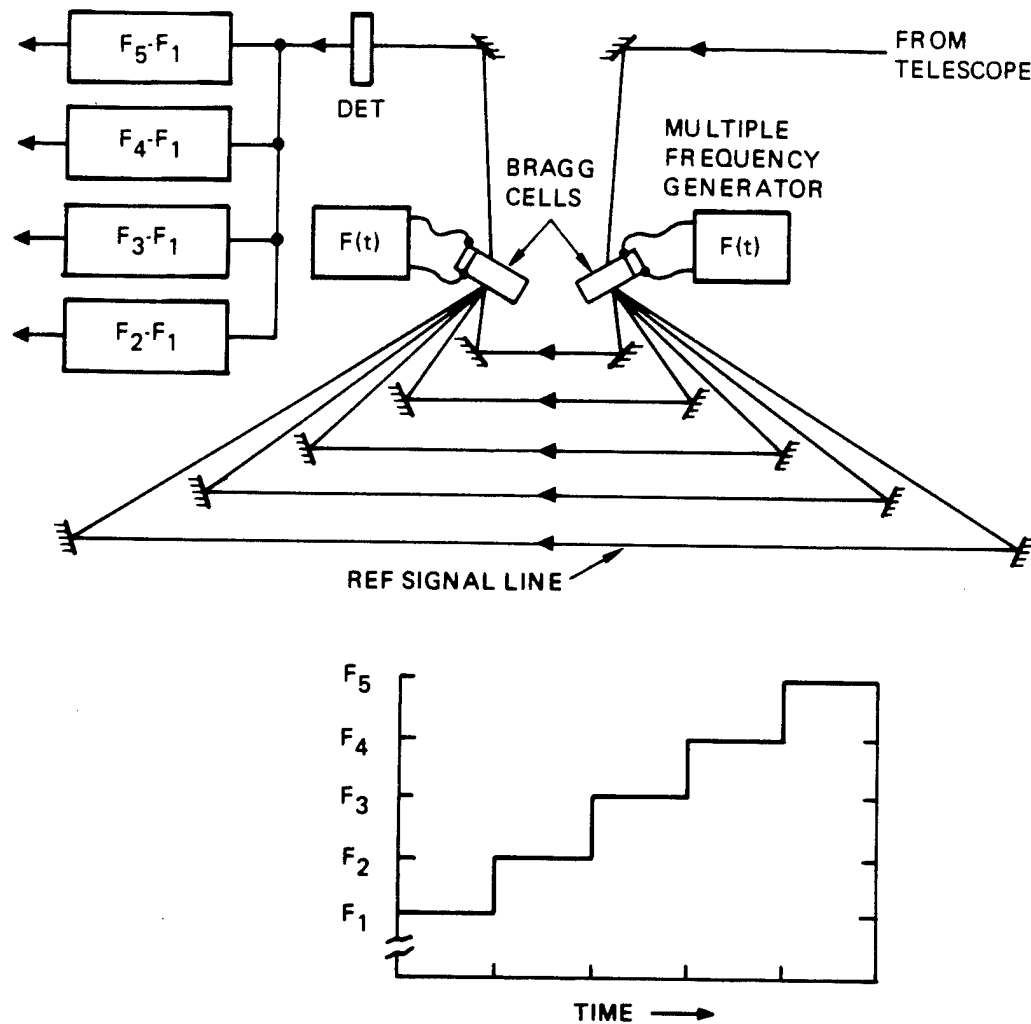 F5-F1
F4-F1
F3-F1
F2-F1
DET
FROM
TELESCOPE
MULTIPLE
FREQUENCY
GENERATOR
BRAGG
CELLS
F(t)
F(t)
REF SIGNAL LINE
F5
F4
F3
F2
F1
TIME